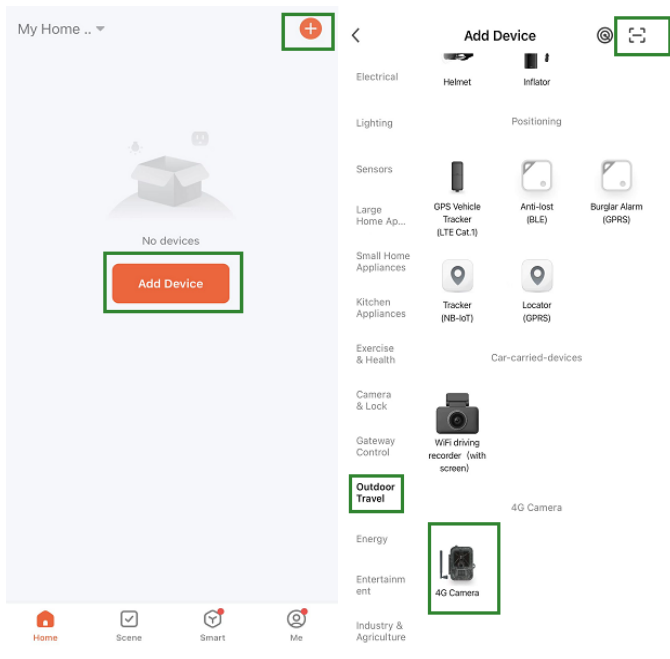 My Home ..
No devices
Add Device
Home
Scene
Smart
Me
Add Device
Electrical
Lighting
Sensors
Large
Home Ap...
Small Home
Appliances
Kitchen
Appliances
Exercise
& Health
Camera
& Lock
Gateway
Control
Outdoor
Travel
Energy
Entertainm
ent
Industry &
Agriculture
Helmet
Inflator
Positioning
GPS Vehicle
Tracker
(LTE Cat.1)
Anti-lost
(BLE)
Burglar Alarm
(GPRS)
Tracker
(NB-IoT)
Locator
(GPRS)
Car-carried-devices
WiFi driving
recorder（with
screen)
4G Camera
4G Camera